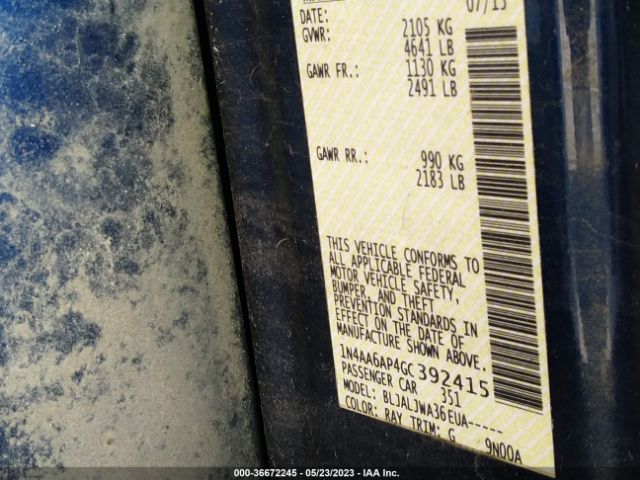 DATE: 07/15
GVWR: 2105 KG
4641 LB
GAWR FR.: 1130 KG
2491 LB
GAWR RR.: 990 KG
2183 LB
THIS VEHICLE CONFORMS TO
ALL APPLICABLE FEDERAL
MOTOR VEHICLE SAFETY,
BUMPER, AND THEFT
PREVENTION STANDARDS IN
EFFECT ON THE DATE OF
MANUFACTURE SHOWN ABOVE.
1N4AA6AP4GC392415
PASSENGER CAR 351
MODEL: BLJALJWA36EUA-----
COLOR: RAY TRIM: G 9N00A
000-36672245 - 05/23/2023 - IAA Inc.